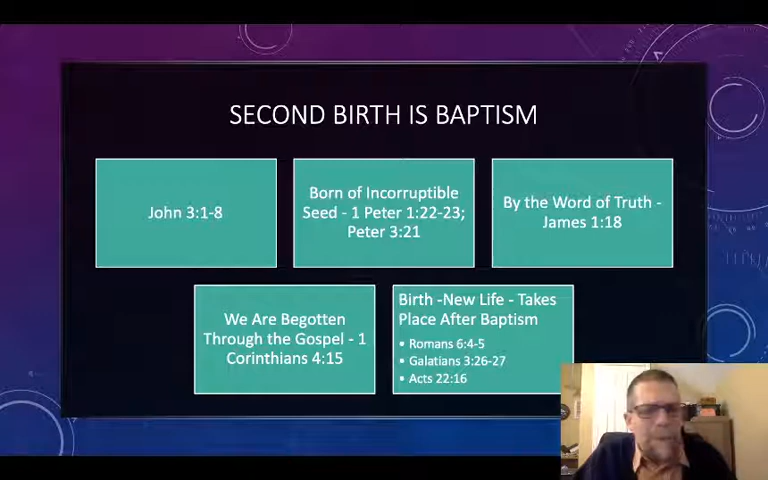 SECOND BIRTH IS BAPTISM
John 3:1-8
Born of Incorruptible
Seed - 1 Peter 1:22-23;
Peter 3:21
By the Word of Truth -
James 1:18
We Are Begotten
Through the Gospel - 1
Corinthians 4:15
Birth -New Life - Takes
Place After Baptism
• Romans 6:4-5
• Galatians 3:26-27
• Acts 22:16